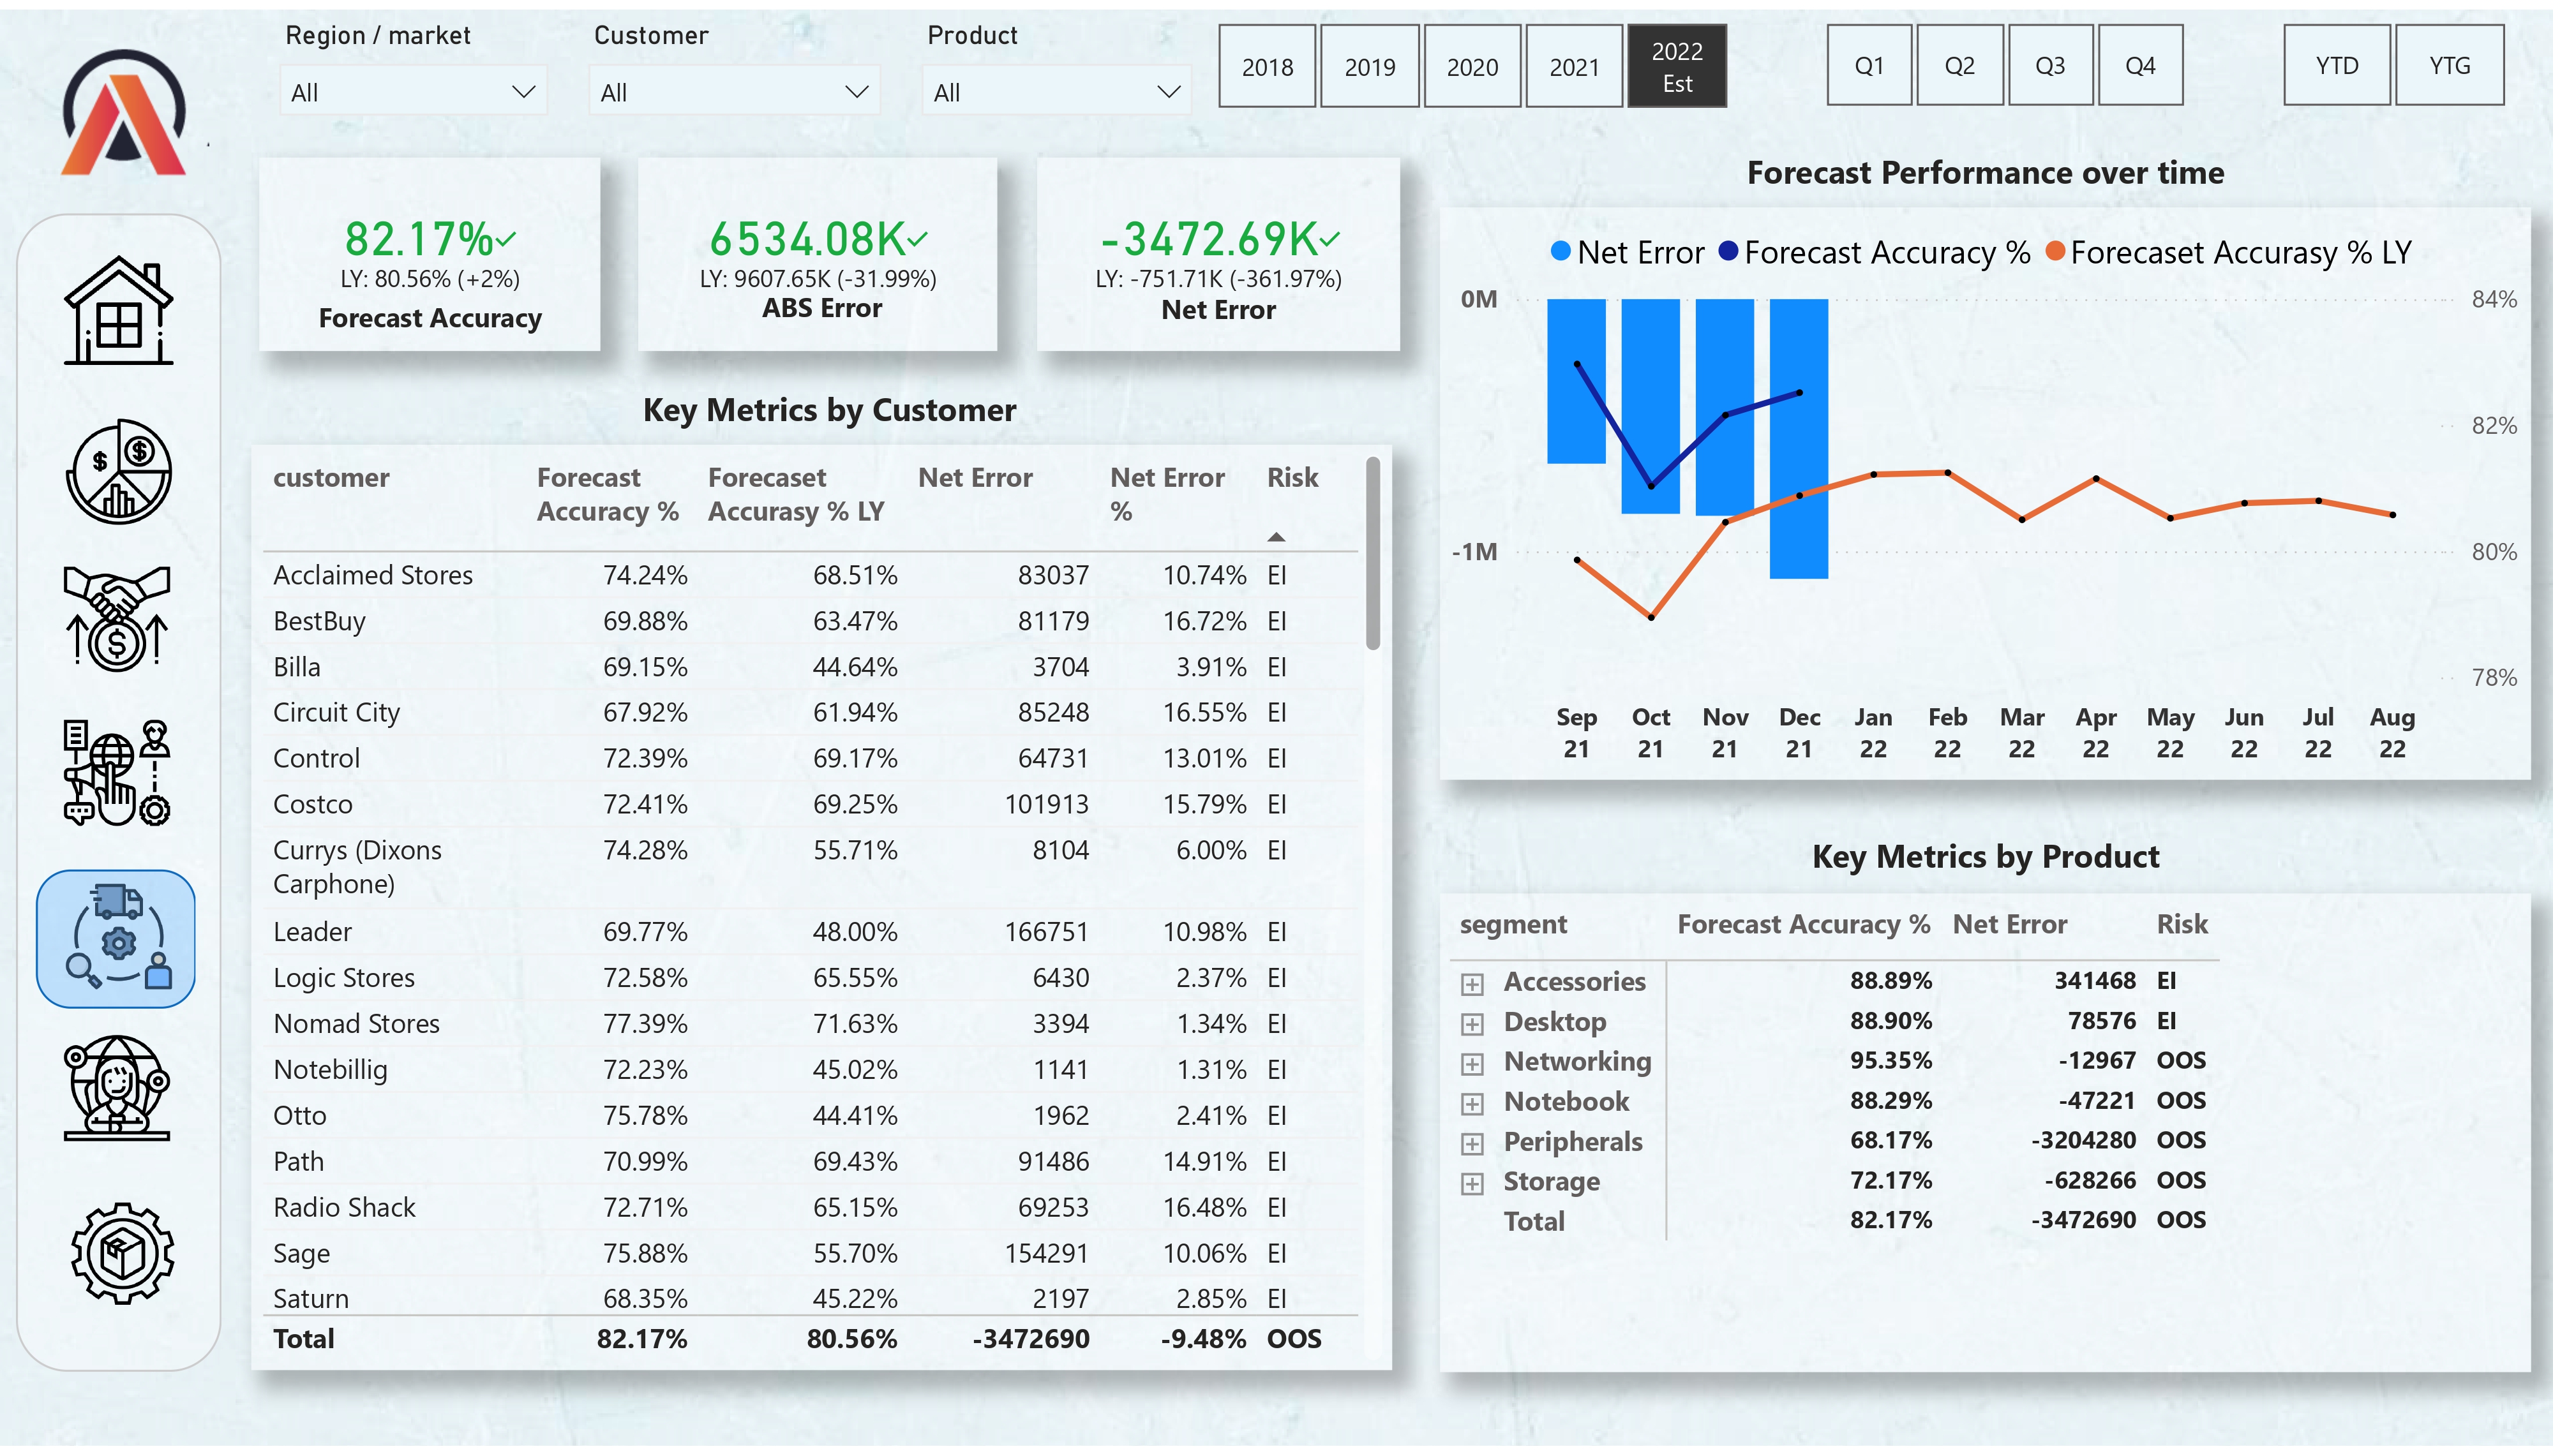 Region / market
Customer
Product
All
All
All
2018
2019
2020
2021
2022
Est
Q1
Q2
Q3
Q4
YTD
YTG
82.17%
LY: 80.56% (+2%)
Forecast Accuracy
6534.08K
LY: 9607.65K (-31.99%)
ABS Error
-3472.69K
LY: -751.71K (-361.97%)
Net Error
Key Metrics by Customer
customer Forecast Accuracy % Forecaset Accurasy % LY Net Error Net Error % Risk
Acclaimed Stores 74.24% 68.51% 83037 10.74% EI
BestBuy 69.88% 63.47% 81179 16.72% EI
Billa 69.15% 44.64% 3704 3.91% EI
Circuit City 67.92% 61.94% 85248 16.55% EI
Control 72.39% 69.17% 64731 13.01% EI
Costco 72.41% 69.25% 101913 15.79% EI
Currys (Dixons Carphone) 74.28% 55.71% 8104 6.00% EI
Leader 69.77% 48.00% 166751 10.98% EI
Logic Stores 72.58% 65.55% 6430 2.37% EI
Nomad Stores 77.39% 71.63% 3394 1.34% EI
Notebillig 72.23% 45.02% 1141 1.31% EI
Otto 75.78% 44.41% 1962 2.41% EI
Path 70.99% 69.43% 91486 14.91% EI
Radio Shack 72.71% 65.15% 69253 16.48% EI
Sage 75.88% 55.70% 154291 10.06% EI
Saturn 68.35% 45.22% 2197 2.85% EI
Total 82.17% 80.56% -3472690 -9.48% OOS
Forecast Performance over time
Net Error Forecast Accuracy % Forecaset Accurasy % LY
0M
-1M
84%
82%
80%
78%
Sep Oct Nov Dec Jan Feb Mar Apr May Jun Jul Aug
21 21 21 21 22 22 22 22 22 22 22 22
Key Metrics by Product
segment Forecast Accuracy % Net Error Risk
Accessories 88.89% 341468 EI
Desktop 88.90% 78576 EI
Networking 95.35% -12967 OOS
Notebook 88.29% -47221 OOS
Peripherals 68.17% -3204280 OOS
Storage 72.17% -628266 OOS
Total 82.17% -3472690 OOS